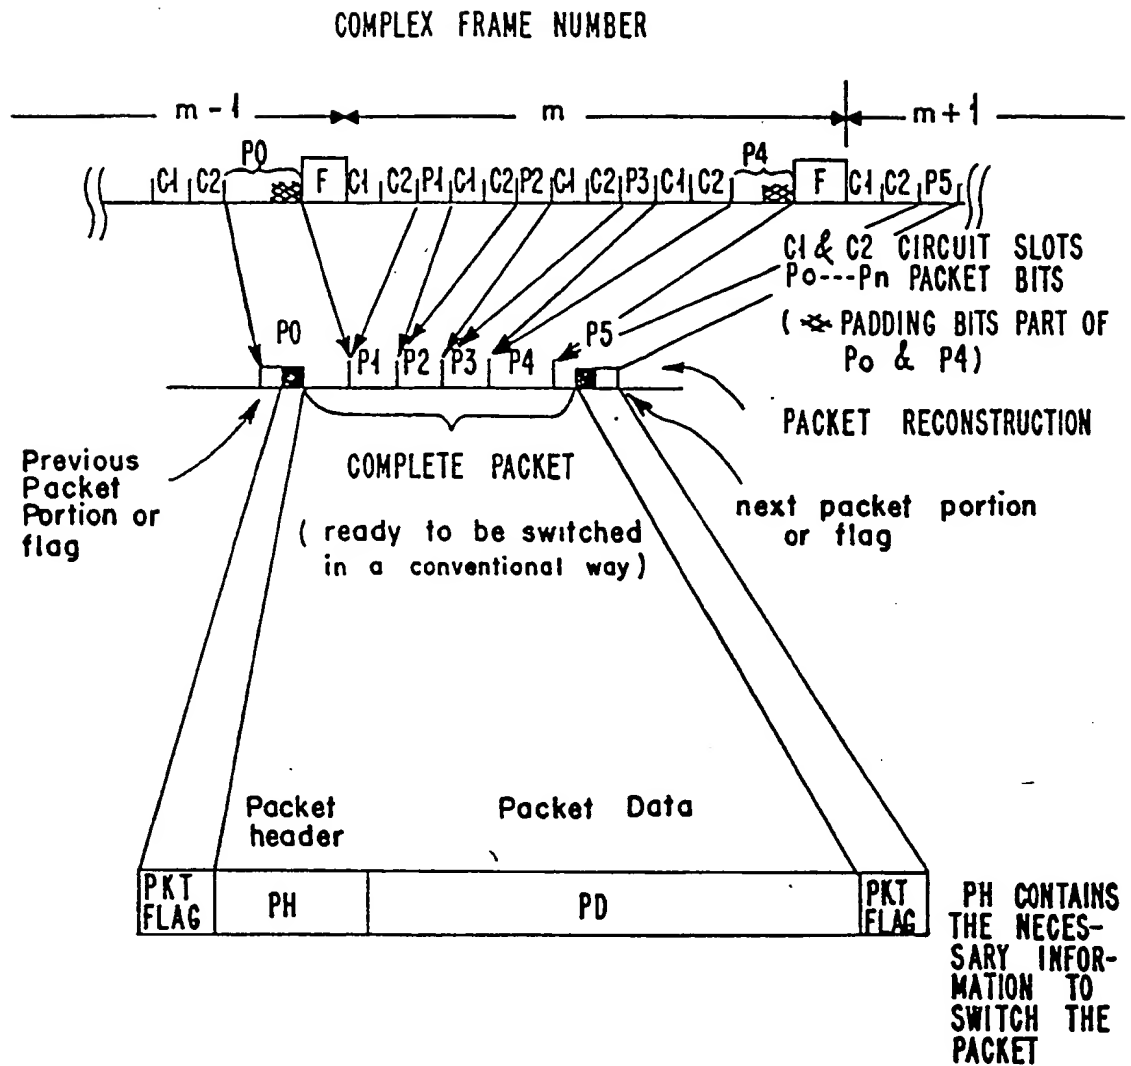 COMPLEX FRAME NUMBER
m-1 m m+1
P0 P4
C1 C2 F C1 C2 P1 C1 C2 P2 C1 C2 P3 C1 C2 F C1 C2 P5
C1 & C2 CIRCUIT SLOTS
Po---Pn PACKET BITS
( PADDING BITS PART OF
Po & P4)
P0 P1 P2 P3 P4 P5
PACKET RECONSTRUCTION
Previous
Packet
Portion or
flag
COMPLETE PACKET
( ready to be switched
in a conventional way )
next packet portion
or flag
Packet
header
Packet Data
PKT
FLAG
PH
PD
PKT
FLAG
PH CONTAINS
THE NECES-
SARY INFOR-
MATION TO
SWITCH THE
PACKET